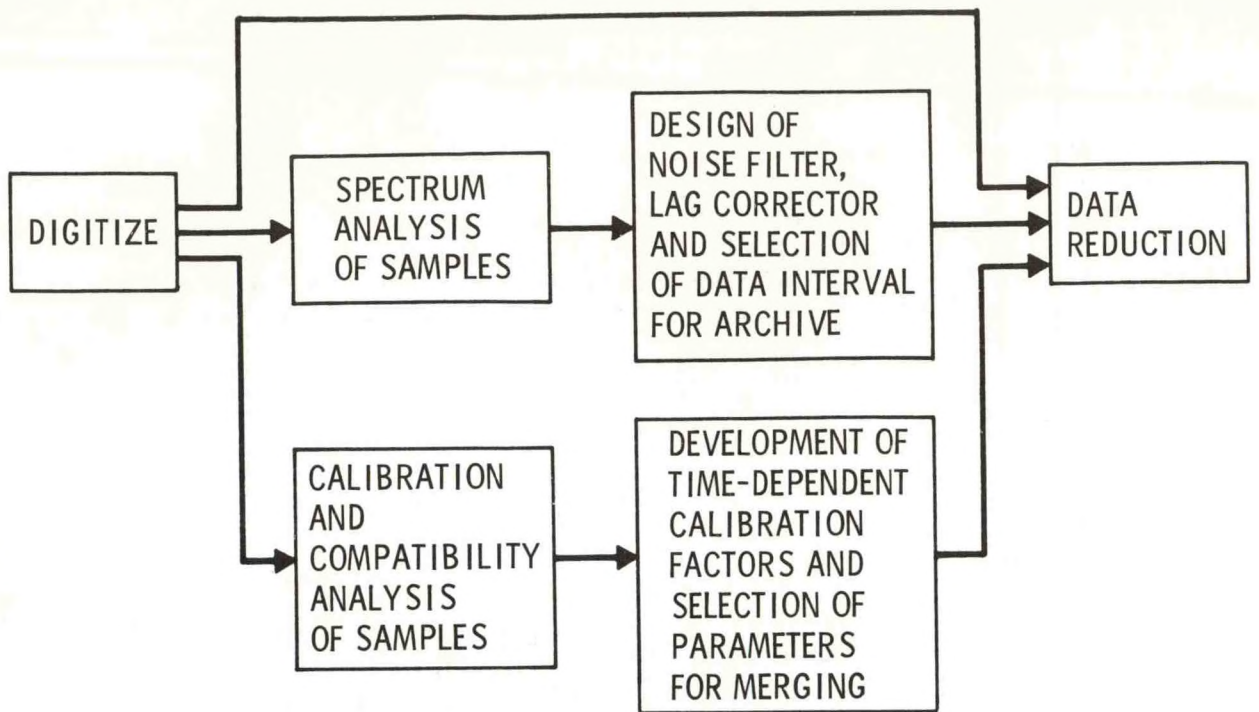 DIGITIZE
SPECTRUM
ANALYSIS
OF SAMPLES
DESIGN OF
NOISE FILTER,
LAG CORRECTOR
AND SELECTION
OF DATA INTERVAL
FOR ARCHIVE
DATA
REDUCTION
CALIBRATION
AND
COMPATIBILITY
ANALYSIS
OF SAMPLES
DEVELOPMENT OF
TIME-DEPENDENT
CALIBRATION
FACTORS AND
SELECTION OF
PARAMETERS
FOR MERGING